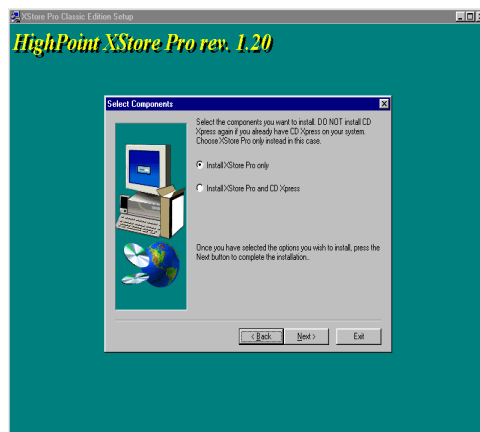 XStore Pro Classic Edition Setup
HighPoint XStore Pro rev. 1.20
Select Components
Select the components you want to install. DO NOT install CD
Xpress again if you already have CD Xpress on your system.
Choose XStore Pro only instead in this case.
Install XStore Pro only
Install XStore Pro and CD Xpress
Once you have selected the options you wish to install, press the
Next button to complete the installation..
< Back
Next >
Exit